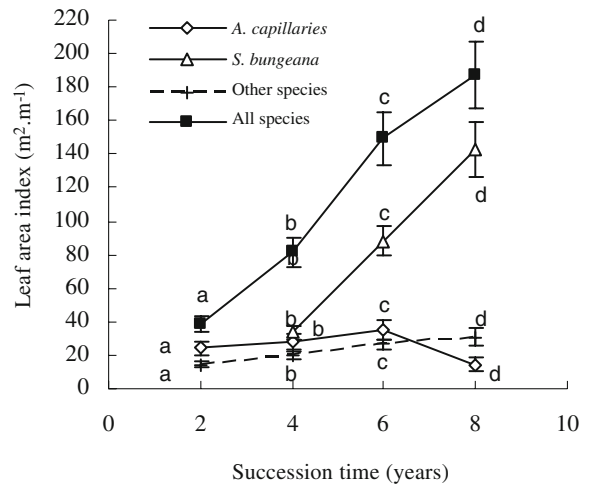 220
200
180
160
140
120
100
80
60
40
20
0
Leaf area index (m².m⁻¹)
A. capillaries
S. bungeana
Other species
All species
a
b
c
d
b
b
c
d
a
b
c
d
a
b
c
d
0
2
4
6
8
10
Succession time (years)